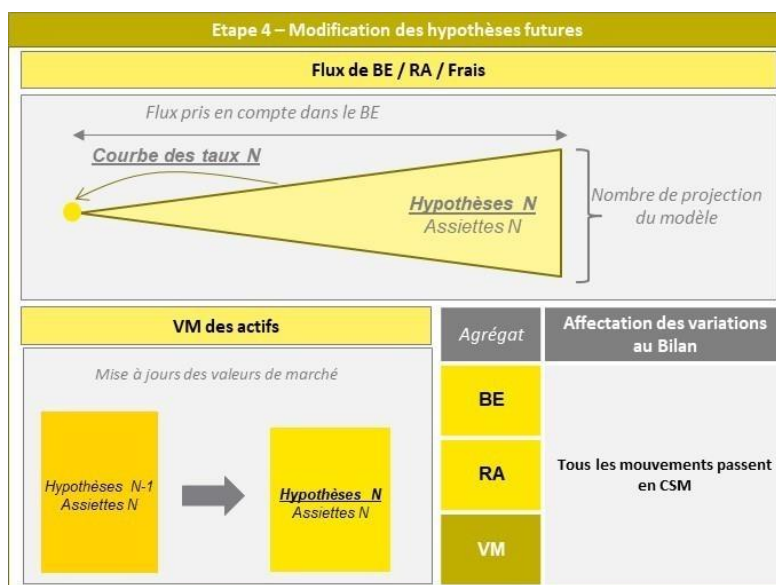 Etape 4 – Modification des hypothèses futures
Flux de BE / RA / Frais
Flux pris en compte dans le BE
Courbe des taux N
Hypothèses N
Assiettes N
Nombre de projection
du modèle
VM des actifs
Mise à jours des valeurs de marché
Hypothèses N-1
Assiettes N
Hypothèses N
Assiettes N
Agrégat
Affectation des variations
au Bilan
BE
RA
VM
Tous les mouvements passent
en CSM